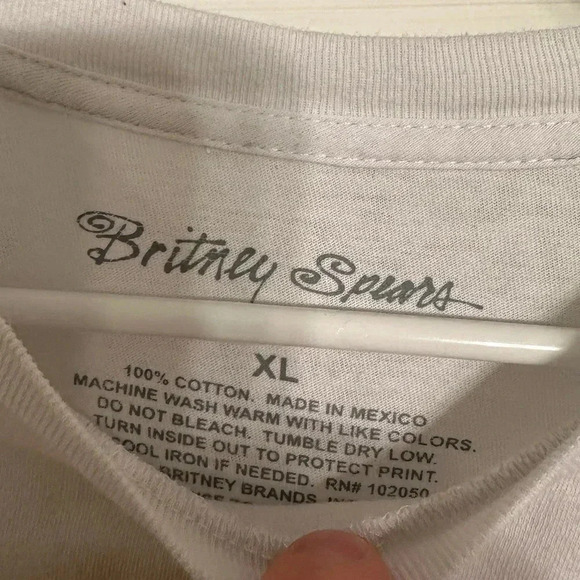 Britney Spears
XL
100% COTTON. MADE IN MEXICO
MACHINE WASH WARM WITH LIKE COLORS.
DO NOT BLEACH. TUMBLE DRY LOW.
TURN INSIDE OUT TO PROTECT PRINT.
COOL IRON IF NEEDED. RN# 102050
BRITNEY BRANDS,